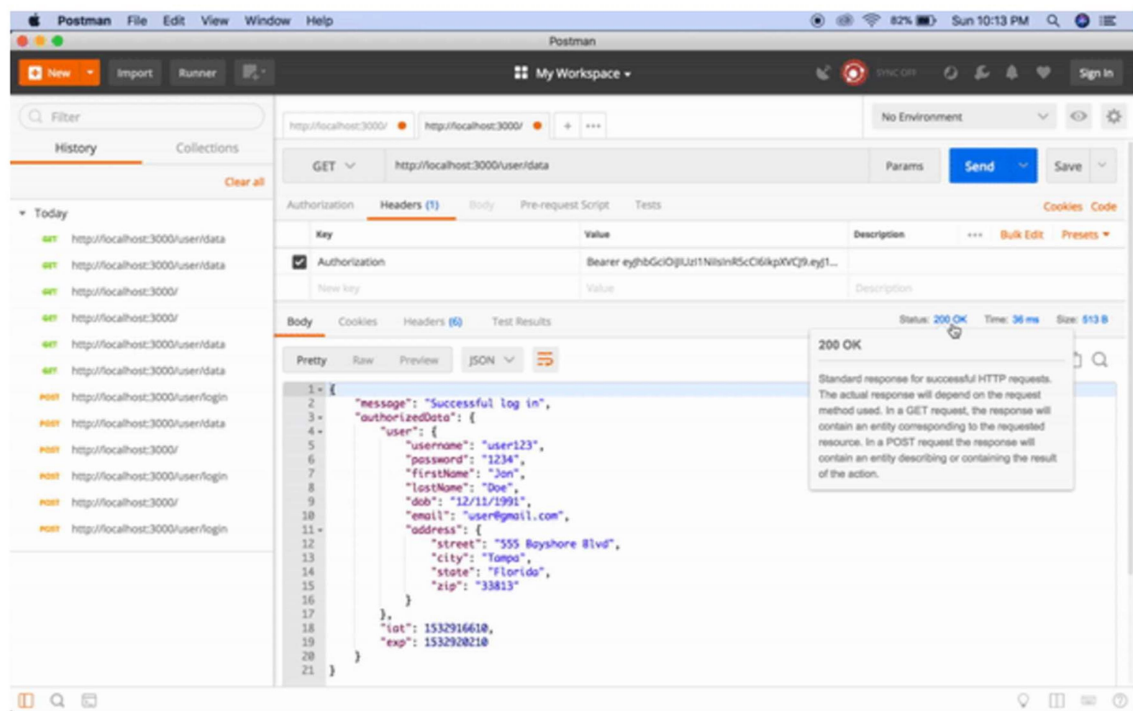 Postman File Edit View Window Help 82% Sun 10:13 PM
Postman
New Import Runner My Workspace SYNC OFF Sign In
Filter
History Collections
Clear all
Today
GET http://localhost:3000/user/data
GET http://localhost:3000/user/data
GET http://localhost:3000/
GET http://localhost:3000/
GET http://localhost:3000/user/data
GET http://localhost:3000/user/data
POST http://localhost:3000/user/login
POST http://localhost:3000/user/data
POST http://localhost:3000/
POST http://localhost:3000/user/login
POST http://localhost:3000/
POST http://localhost:3000/user/login
http://localhost:3000/ http://localhost:3000/ + ••• No Environment
GET http://localhost:3000/user/data Params Send Save
Authorization Headers (1) Body Pre-request Script Tests Cookies Code
Key Value Description ••• Bulk Edit Presets
Authorization Bearer
New key Value Description
Body Cookies Headers (6) Test Results Status: 200 OK Time: 36 ms Size: 513 B
Pretty Raw Preview JSON
200 OK
Standard response for successful HTTP requests.
The actual response will depend on the request
method used. In a GET request, the response will
contain an entity corresponding to the requested
resource. In a POST request the response will
contain an entity describing or containing the result
of the action.
1 {
2 "message": "Successful log in",
3 "authorizedData": {
4 "user": {
5 "username": "user123",
6 "password": "1234",
7 "firstName": "Jon",
8 "lastName": "Doe",
9 "dob": "12/11/1991",
10 "email": "user@gmail.com",
11 "address": {
12 "street": "555 Bayshore Blvd",
13 "city": "Tampa",
14 "state": "Florida",
15 "zip": "33813"
16 }
17 },
18 "iat": 1532916610,
19 "exp": 1532920210
20 }
21 }